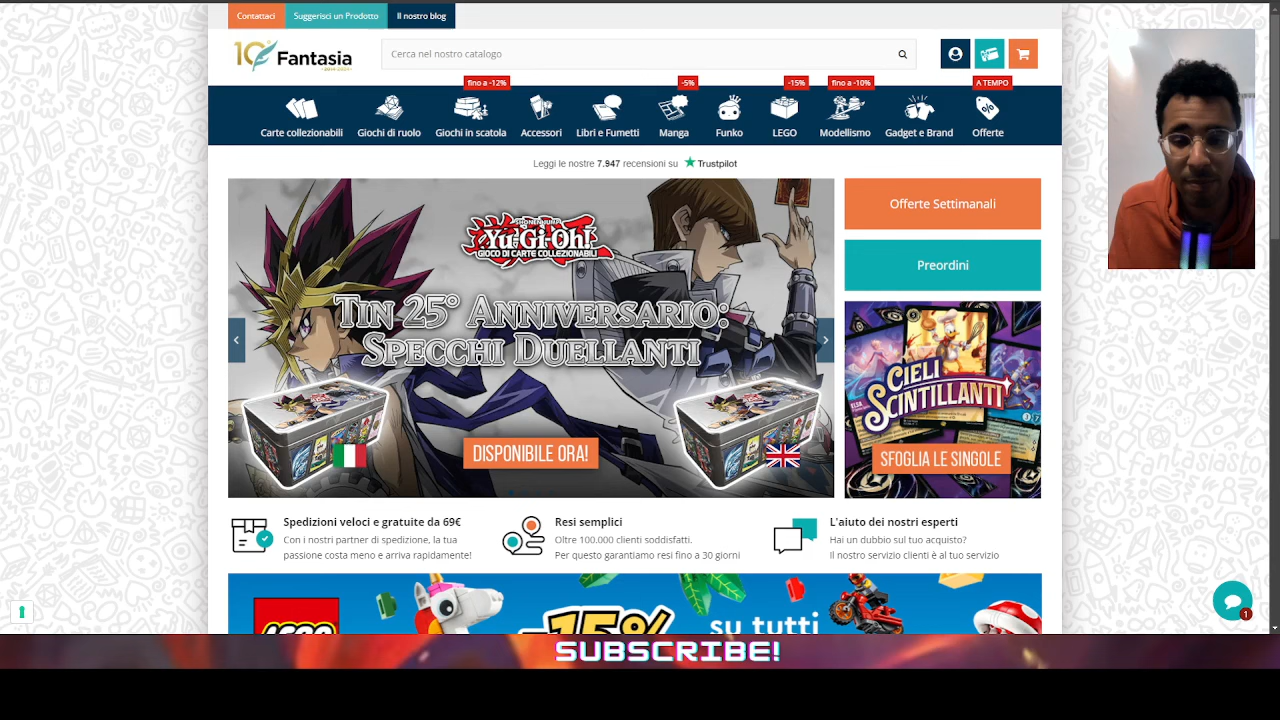 Contattaci
Suggerisci un Prodotto
Il nostro blog
10° Fantasia
Cerca nel nostro catalogo
fino a -12%
-5%
-15%
fino a -10%
A TEMPO
Carte collezionabili
Giochi di ruolo
Giochi in scatola
Accessori
Libri e Fumetti
Manga
Funko
LEGO
Modellismo
Gadget e Brand
Offerte
Leggi le nostre 7.947 recensioni su Trustpilot
SHONEN JUMP
Yu-Gi-Oh!
GIOCO DI CARTE COLLEZIONABILI
Tin 25° Anniversario:
Specchi Duellanti
DISPONIBILE ORA!
Offerte Settimanali
Preordini
CIELI
SCINTILLANTI
SFOGLIA LE SINGOLE
Spedizioni veloci e gratuite da 69€
Con i nostri partner di spedizione, la tua
passione costa meno e arriva rapidamente!
Resi semplici
Oltre 100.000 clienti soddisfatti.
Per questo garantiamo resi fino a 30 giorni
L'aiuto dei nostri esperti
Hai un dubbio sul tuo acquisto?
Il nostro servizio clienti è al tuo servizio
LEGO
-15%
su tutti
1
SUBSCRIBE!